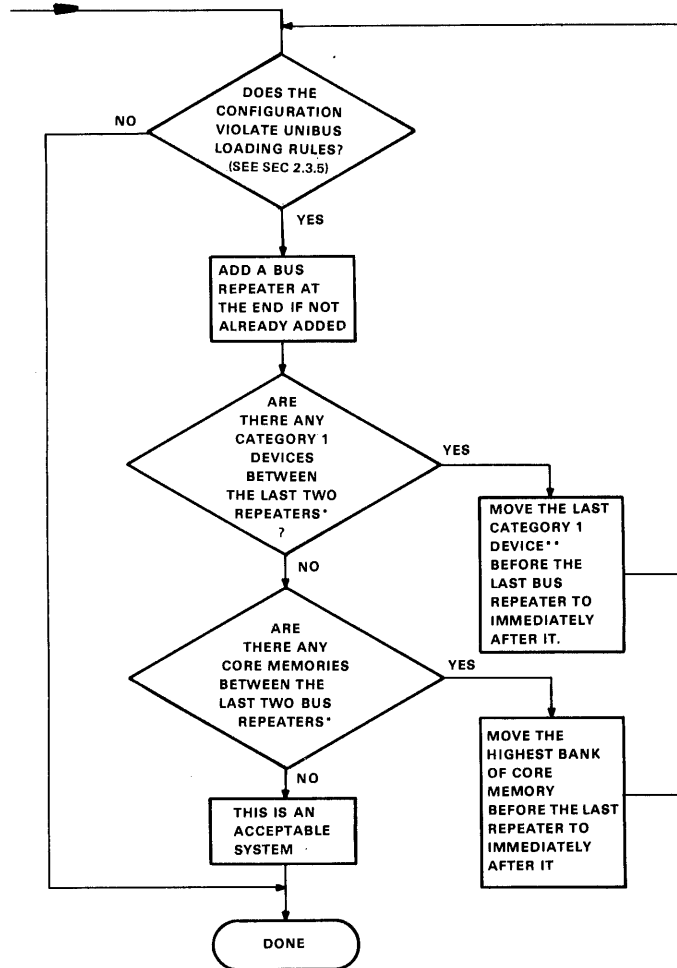 DOES THE
CONFIGURATION
VIOLATE UNIBUS
LOADING RULES?
(SEE SEC 2.3.5)
NO
YES
ADD A BUS
REPEATER AT
THE END IF NOT
ALREADY ADDED
ARE
THERE ANY
CATEGORY 1
DEVICES
BETWEEN
THE LAST TWO
REPEATERS*
?
YES
MOVE THE LAST
CATEGORY 1
DEVICE**
BEFORE THE
LAST BUS
REPEATER TO
IMMEDIATELY
AFTER IT.
NO
ARE
THERE ANY
CORE MEMORIES
BETWEEN THE
LAST TWO BUS
REPEATERS*
YES
MOVE THE
HIGHEST BANK
OF CORE
MEMORY
BEFORE THE LAST
REPEATER TO
IMMEDIATELY
AFTER IT
NO
THIS IS AN
ACCEPTABLE
SYSTEM
DONE